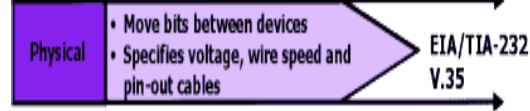 Physical
• Move bits between devices
• Specifies voltage, wire speed and
pin-out cables
EIA/TIA-232
V.35